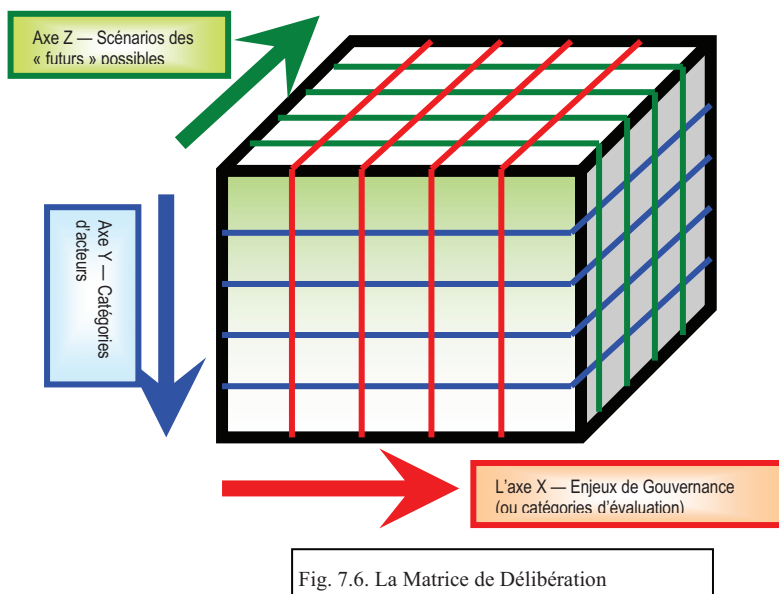 Axe Z — Scénarios des
« futurs » possibles
Axe Y — Catégories
d'acteurs
L'axe X — Enjeux de Gouvernance
(ou catégories d'évaluation)
Fig. 7.6. La Matrice de Délibération